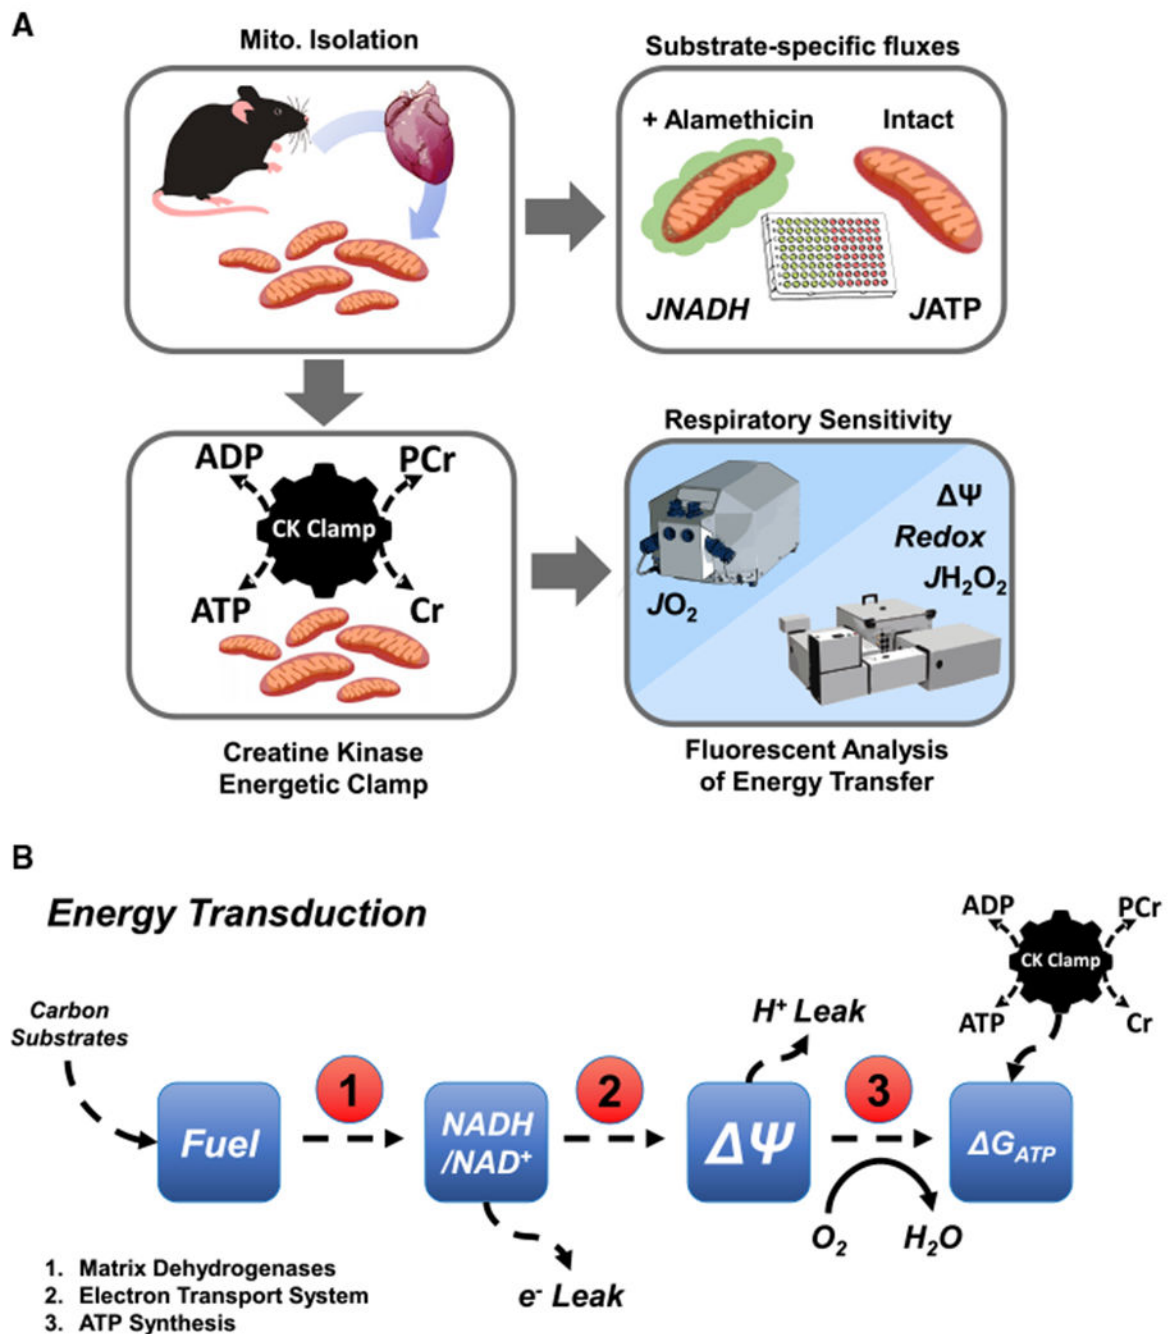 A
Mito. Isolation
Substrate-specific fluxes
+ Alamethicin
Intact
JNADH
JATP
ADP
PCr
CK Clamp
ATP
Cr
Creatine Kinase
Energetic Clamp
Respiratory Sensitivity
ΔΨ
Redox
JH₂O₂
JO₂
Fluorescent Analysis
of Energy Transfer
B
Energy Transduction
ADP
PCr
CK Clamp
ATP
Cr
Carbon
Substrates
H⁺ Leak
1
2
3
Fuel
NADH
/NAD⁺
ΔΨ
ΔG_ATP
O₂
H₂O
e⁻ Leak
1. Matrix Dehydrogenases
2. Electron Transport System
3. ATP Synthesis